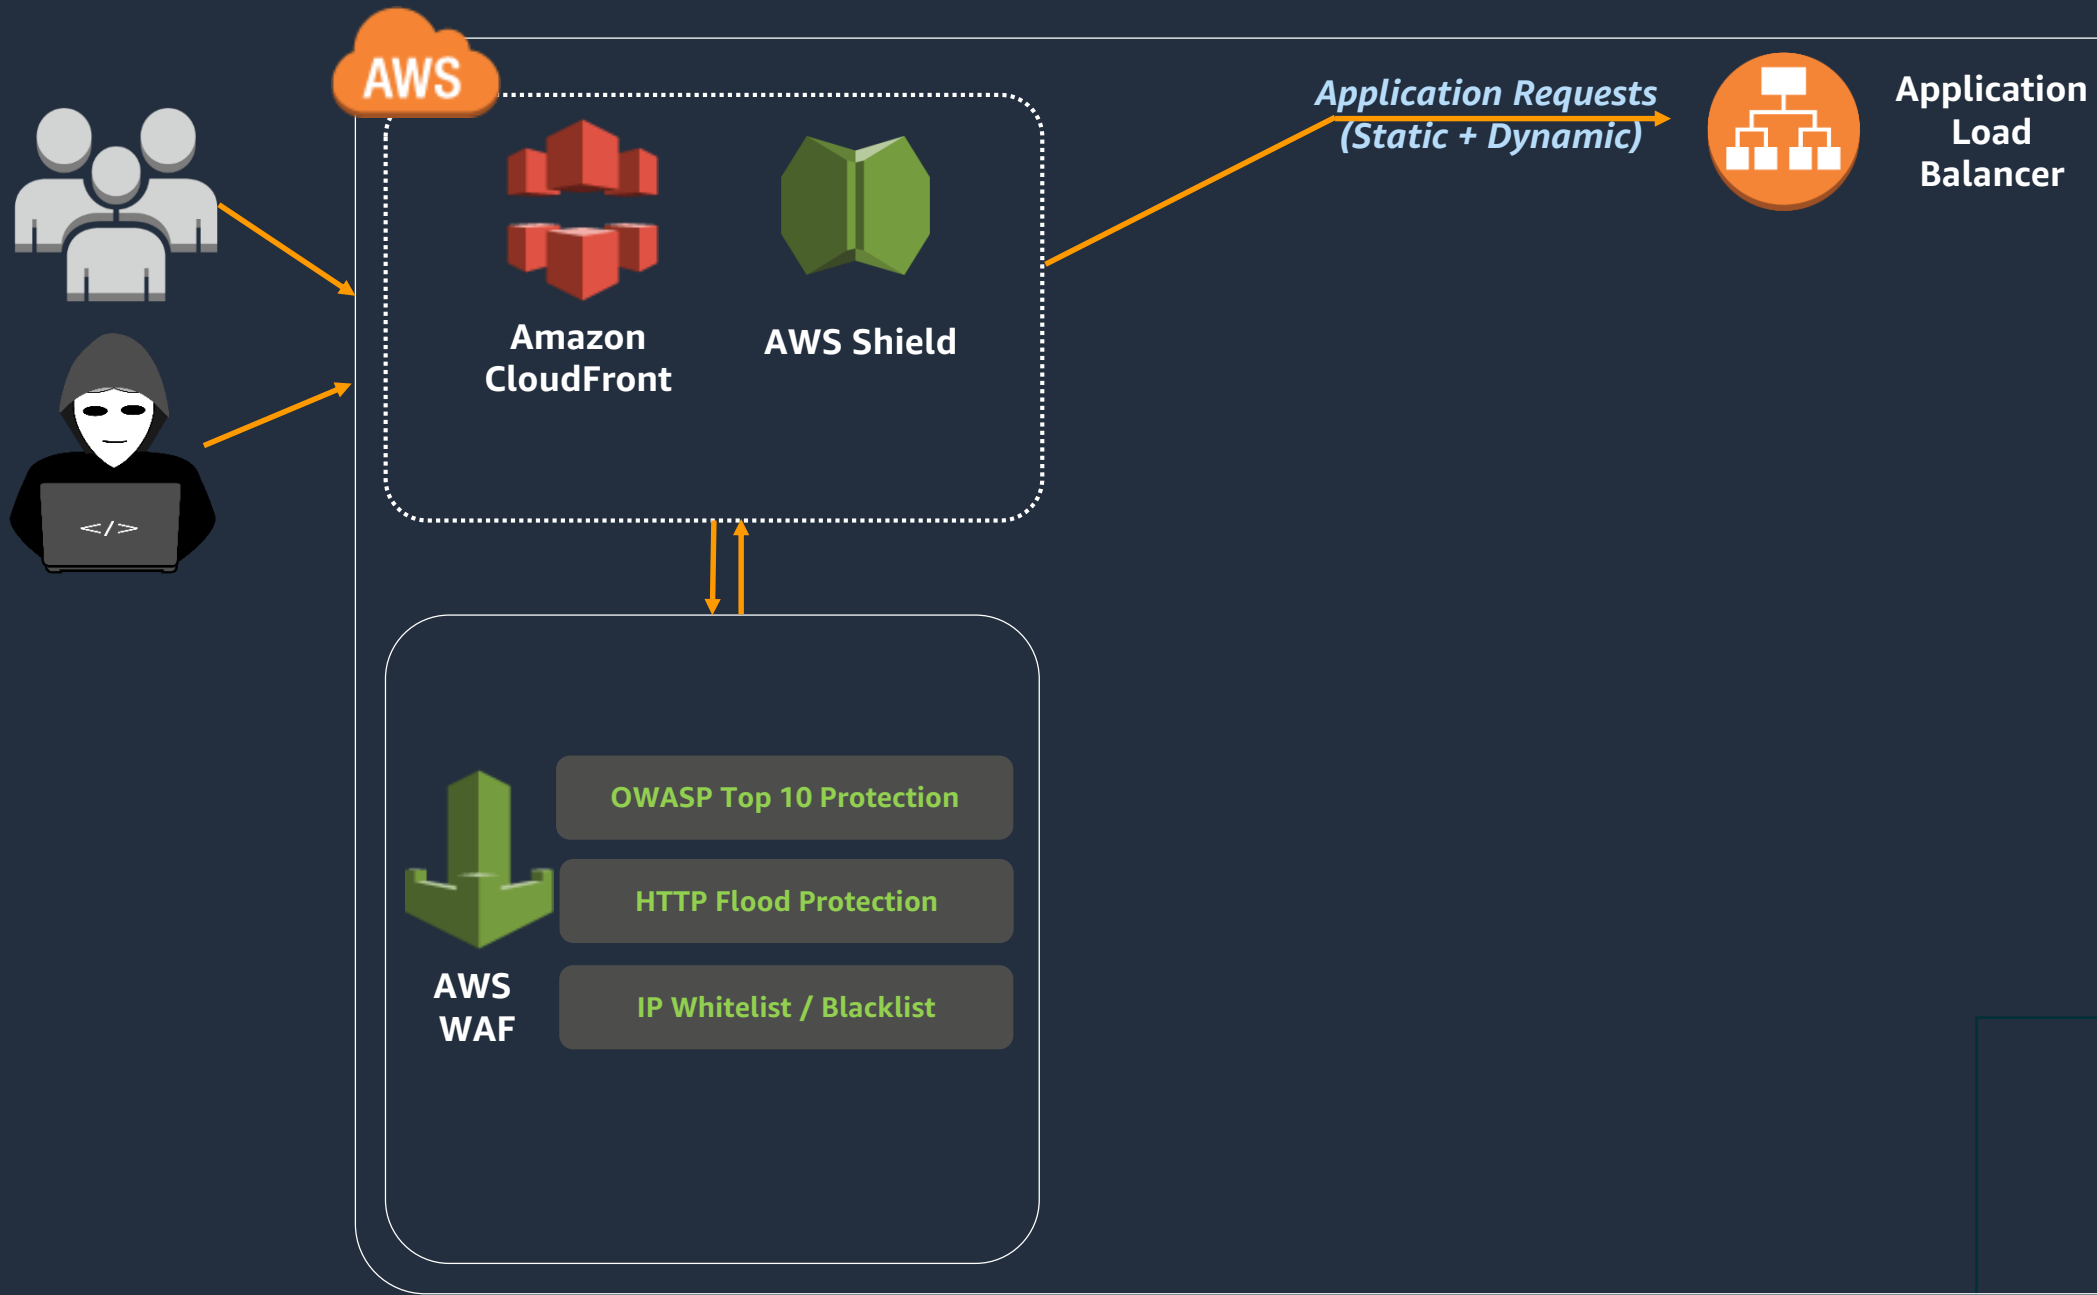 AWS
Application Requests
(Static + Dynamic)
Application
Load
Balancer
Amazon
CloudFront
AWS Shield
</>
OWASP Top 10 Protection
HTTP Flood Protection
IP Whitelist / Blacklist
AWS
WAF